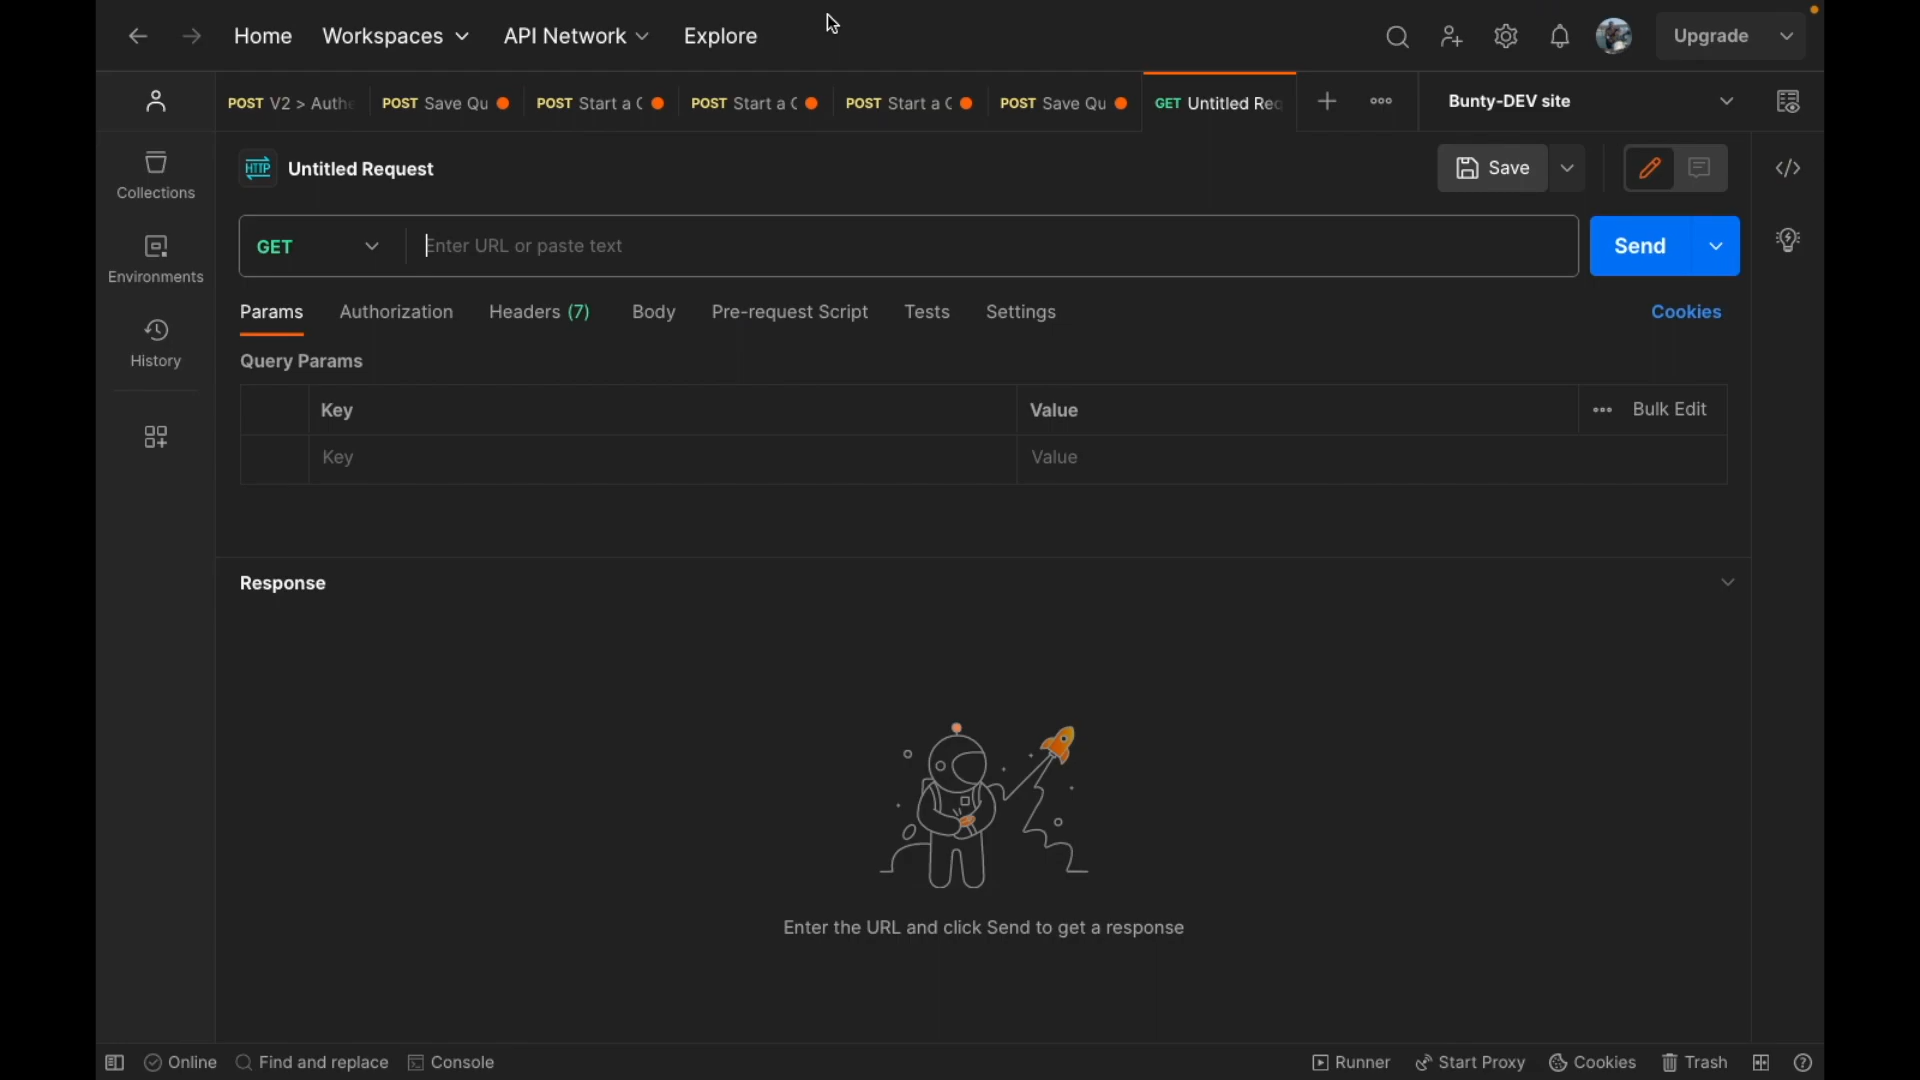 Home Workspaces API Network Explore Upgrade
POST V2 > Authe POST Save Qu POST Start a C POST Start a C POST Start a C POST Save Qu GET Untitled Req Bunty-DEV site
HTTP Untitled Request Save
GET Enter URL or paste text Send
Params Authorization Headers (7) Body Pre-request Script Tests Settings Cookies
Query Params
Key Value Bulk Edit
Key Value
Collections
Environments
History
Response
Enter the URL and click Send to get a response
Online Find and replace Console Runner Start Proxy Cookies Trash